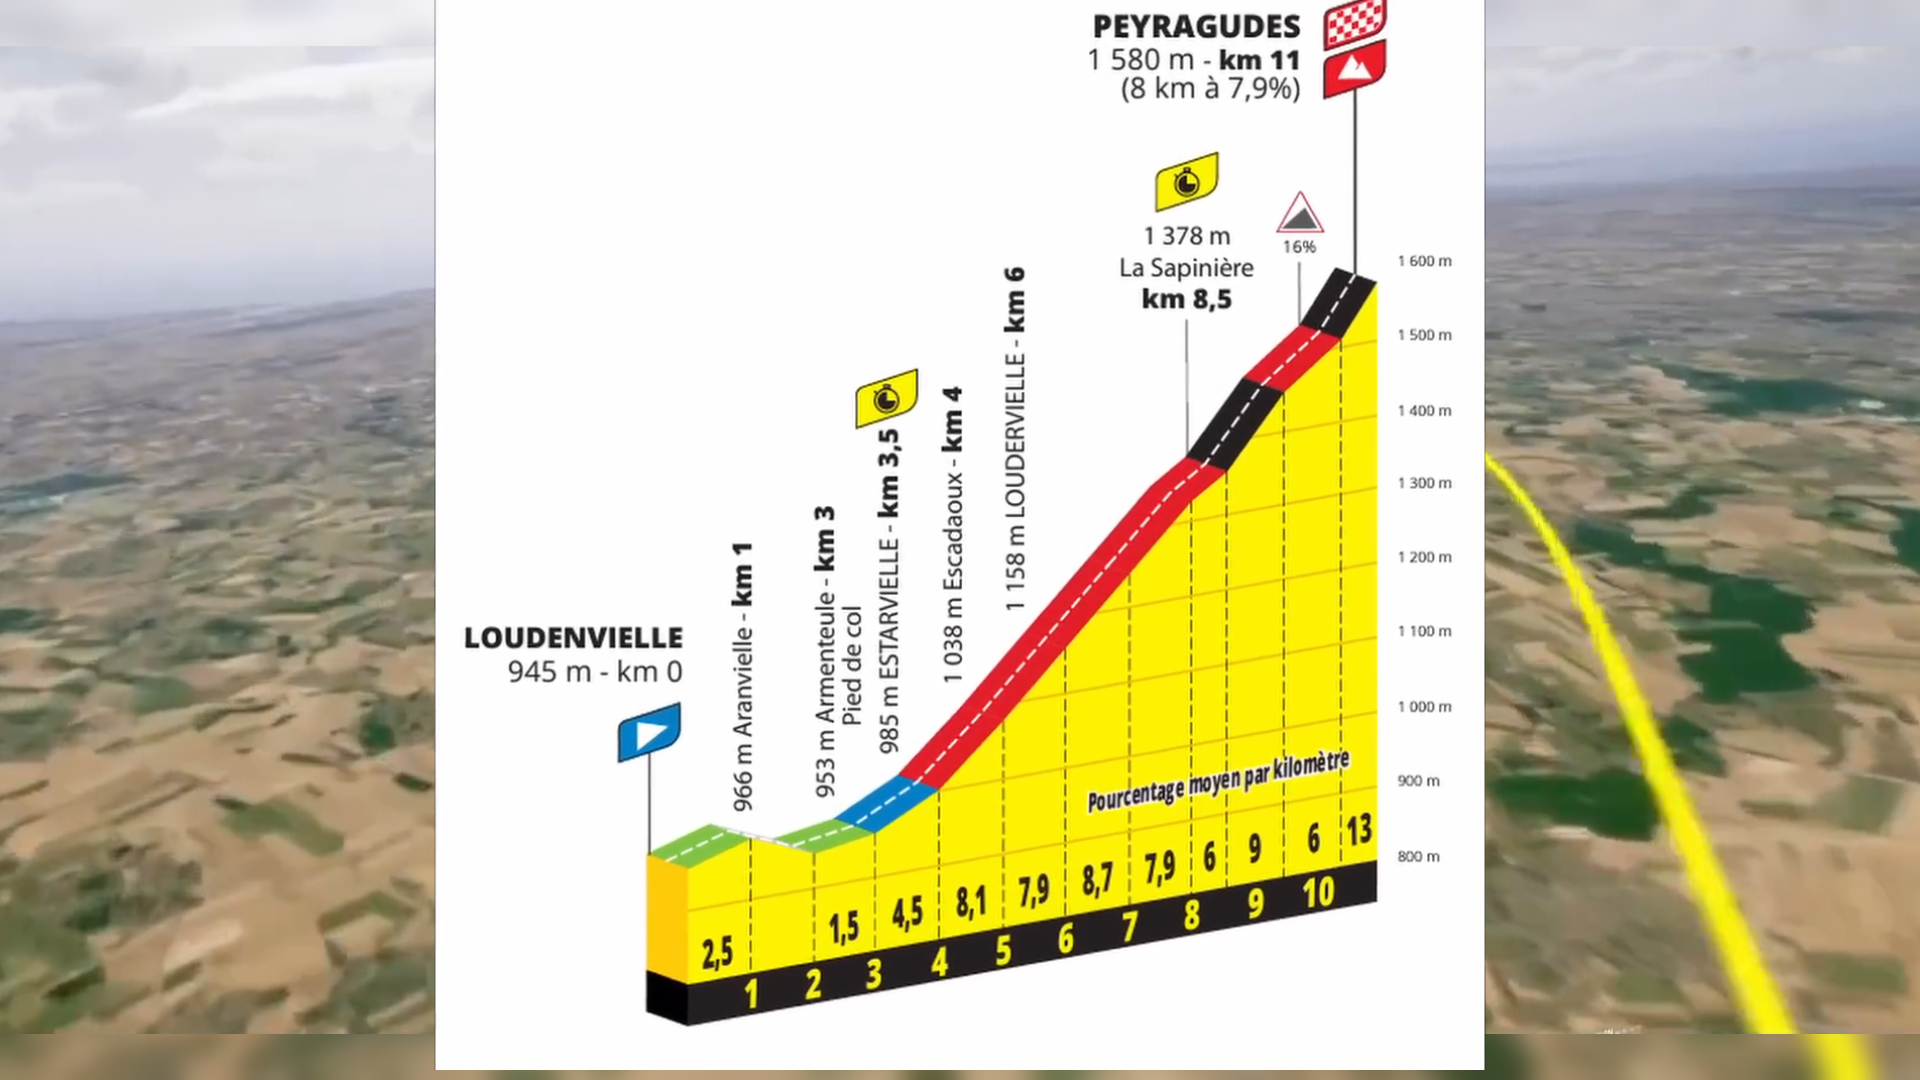 PEYRAGUDES
1 580 m - km 11
(8 km à 7,9%)
1 378 m
La Sapinière
km 8,5
16%
1 158 m LOUDERVIELLE - km 6
1 038 m Escadaoux - km 4
985 m ESTARVIELLE - km 3,5
953 m Armenteule - km 3
Pied de col
966 m Aranvielle - km 1
LOUDENVIELLE
945 m - km 0
1 600 m
1 500 m
1 400 m
1 300 m
1 200 m
1 100 m
1 000 m
900 m
800 m
Pourcentage moyen par kilomètre
2,5 1,5 4,5 8,1 7,9 8,7 7,9 6 9 6 13
1 2 3 4 5 6 7 8 9 10